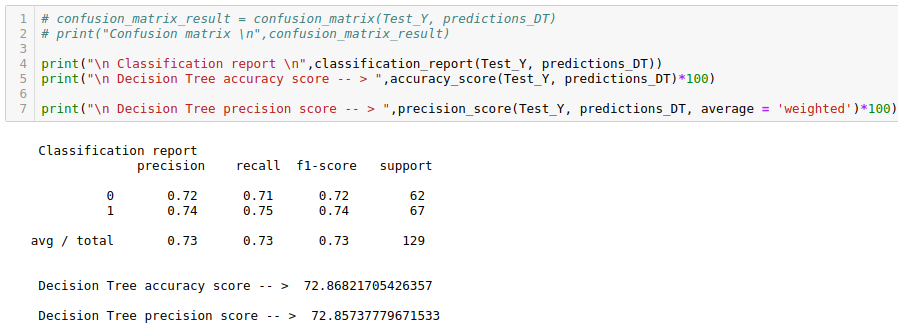 1 # confusion_matrix_result = confusion_matrix(Test_Y, predictions_DT)
2 # print("Confusion matrix \n",confusion_matrix_result)
3
4 print("\n Classification report \n",classification_report(Test_Y, predictions_DT))
5 print("\n Decision Tree accuracy score -- > ",accuracy_score(Test_Y, predictions_DT)*100)
6
7 print("\n Decision Tree precision score -- > ",precision_score(Test_Y, predictions_DT, average = 'weighted')*100)
Classification report
precision recall f1-score support
0 0.72 0.71 0.72 62
1 0.74 0.75 0.74 67
avg / total 0.73 0.73 0.73 129
Decision Tree accuracy score -- > 72.86821705426357
Decision Tree precision score -- > 72.85737779671533